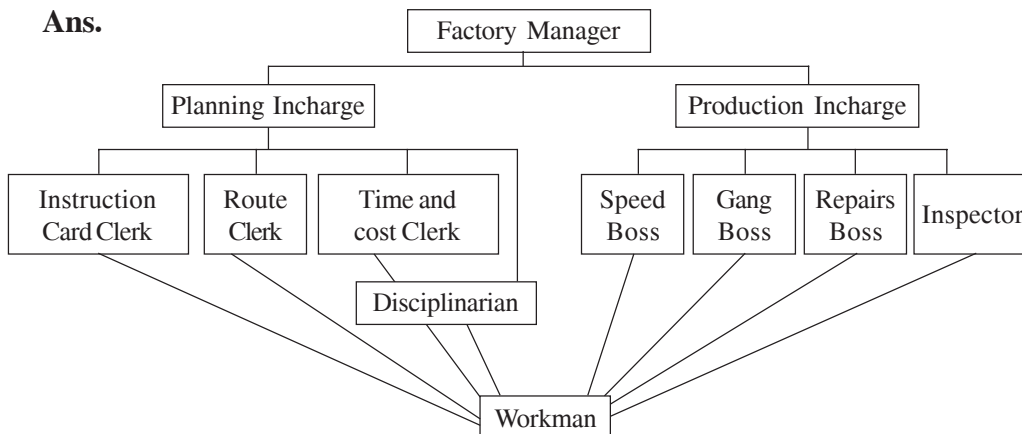 Ans.
Factory Manager
Planning Incharge
Production Incharge
Instruction
Card Clerk
Route
Clerk
Time and
cost Clerk
Disciplinarian
Speed
Boss
Gang
Boss
Repairs
Boss
Inspector
Workman